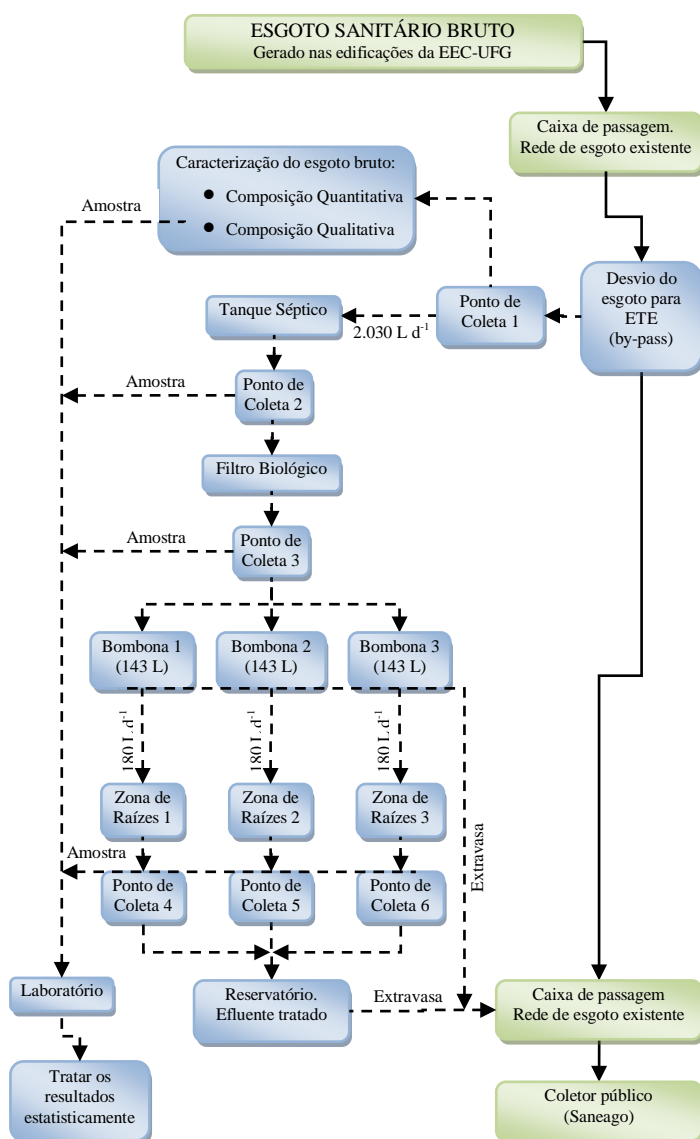 ESGOTO SANITÁRIO BRUTO
Gerado nas edificações da EEC-UFG
Caixa de passagem.
Rede de esgoto existente
Caracterização do esgoto bruto:
• Composição Quantitativa
• Composição Qualitativa
Amostra
Desvio do
esgoto para
ETE
(by-pass)
Ponto de
Coleta 1
Tanque Séptico
2.030 L d⁻¹
Ponto de
Coleta 2
Amostra
Filtro Biológico
Ponto de
Coleta 3
Amostra
Bombona 1
(143 L)
Bombona 2
(143 L)
Bombona 3
(143 L)
180 L d⁻¹
180 L d⁻¹
180 L d⁻¹
Zona de
Raízes 1
Zona de
Raízes 2
Zona de
Raízes 3
Extravasa
Amostra
Ponto de
Coleta 4
Ponto de
Coleta 5
Ponto de
Coleta 6
Laboratório
Reservatório.
Efluente tratado
Extravasa
Caixa de passagem
Rede de esgoto existente
Tratar os
resultados
estatisticamente
Coletor público
(Saneago)